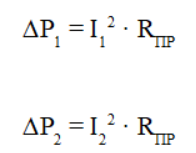 ΔP₁ = I₁² · R_ПР
ΔP₂ = I₂² · R_ПР